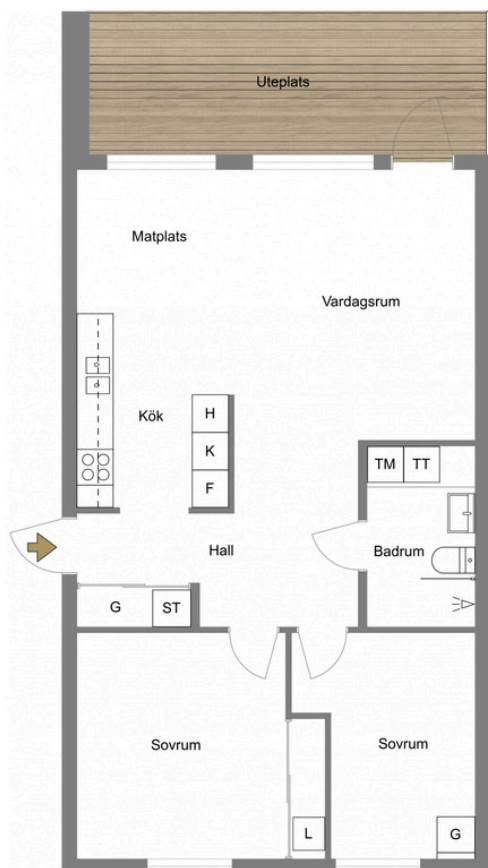 Uteplats
Matplats
Vardagsrum
Kök
H
K
F
TM TT
Hall
Badrum
G ST
Sovrum
Sovrum
L
G